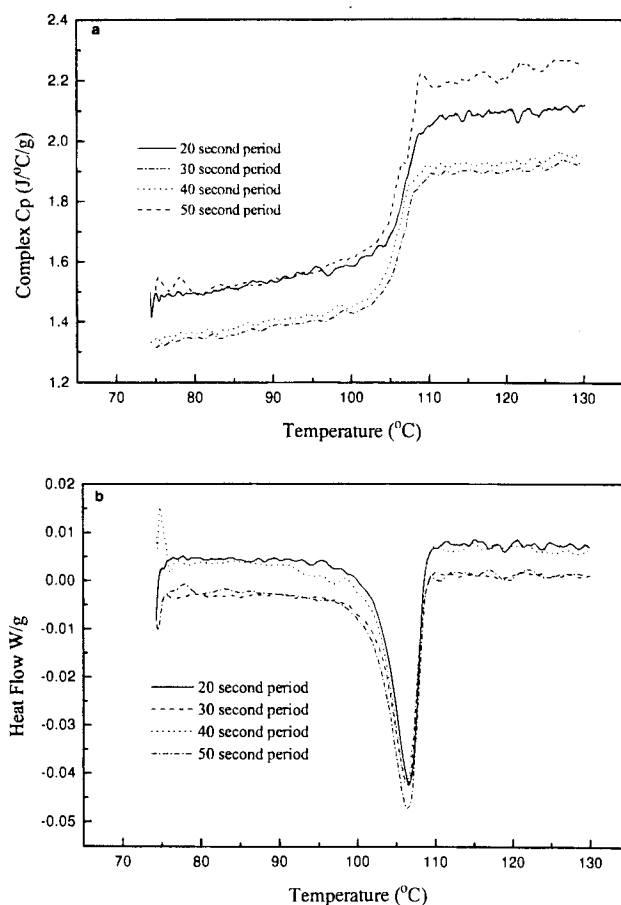 a
2.4
2.2
2.0
1.8
1.6
1.4
1.2
Complex Cp (J/°C/g)
20 second period
30 second period
40 second period
50 second period
70 80 90 100 110 120 130
Temperature (°C)
b
0.02
0.01
0.00
-0.01
-0.02
-0.03
-0.04
-0.05
Heat Flow W/g
20 second period
30 second period
40 second period
50 second period
70 80 90 100 110 120 130
Temperature (°C)